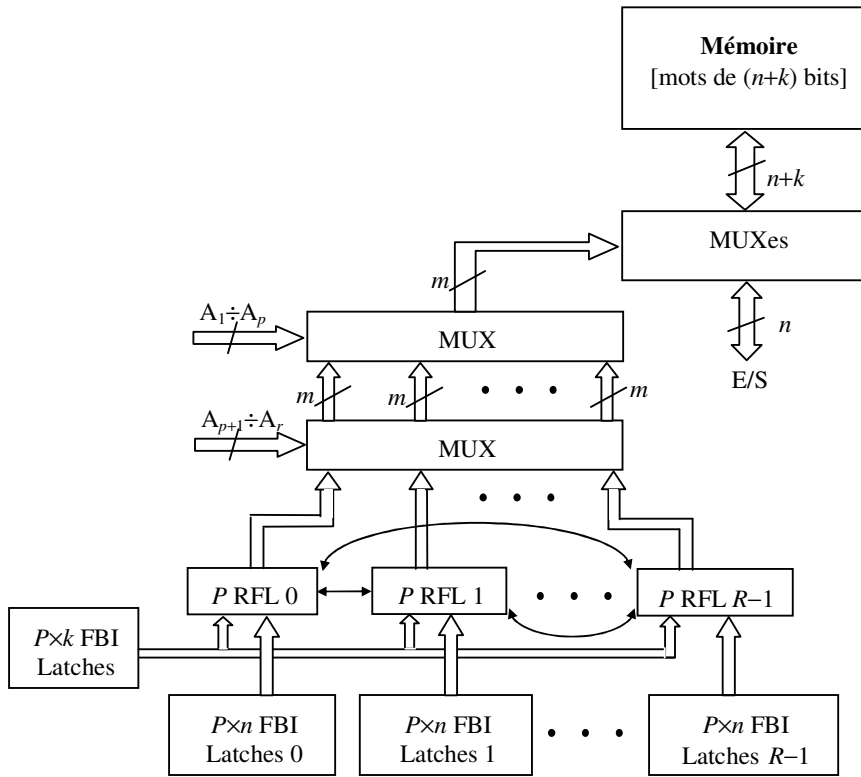 Mémoire
[mots de (n+k) bits]
n+k
MUXes
m
n
E/S
A1÷Ap
MUX
m m • • • m
Ap+1÷Ar
MUX
• • •
P RFL 0
P RFL 1
• • •
P RFL R−1
P×k FBI
Latches
P×n FBI
Latches 0
P×n FBI
Latches 1
• • •
P×n FBI
Latches R−1